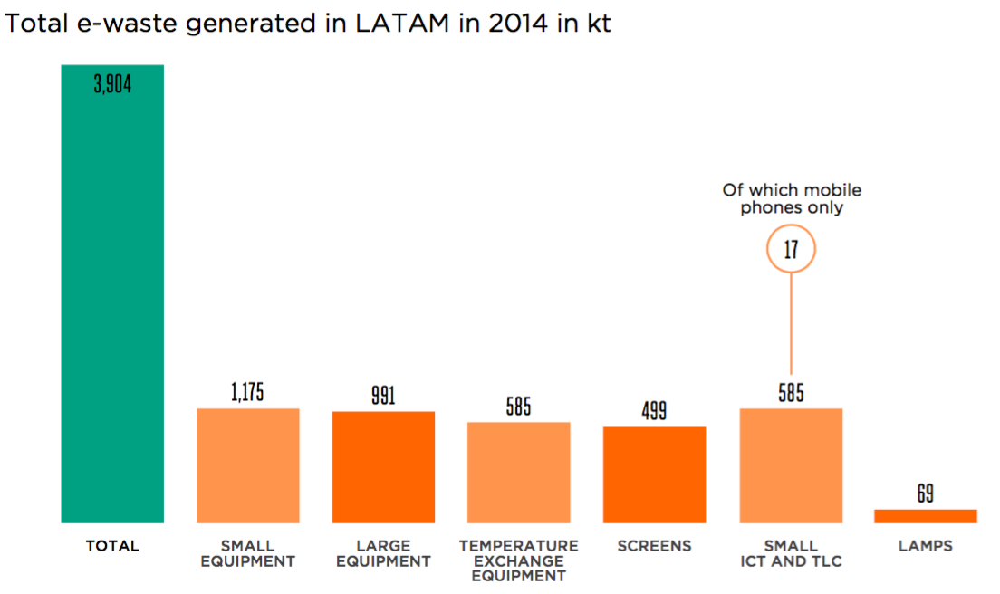 Total e-waste generated in LATAM in 2014 in kt
3,904
Of which mobile
phones only
17
1,175
991
585
499
585
69
TOTAL
SMALL
EQUIPMENT
LARGE
EQUIPMENT
TEMPERATURE
EXCHANGE
EQUIPMENT
SCREENS
SMALL
ICT AND TLC
LAMPS